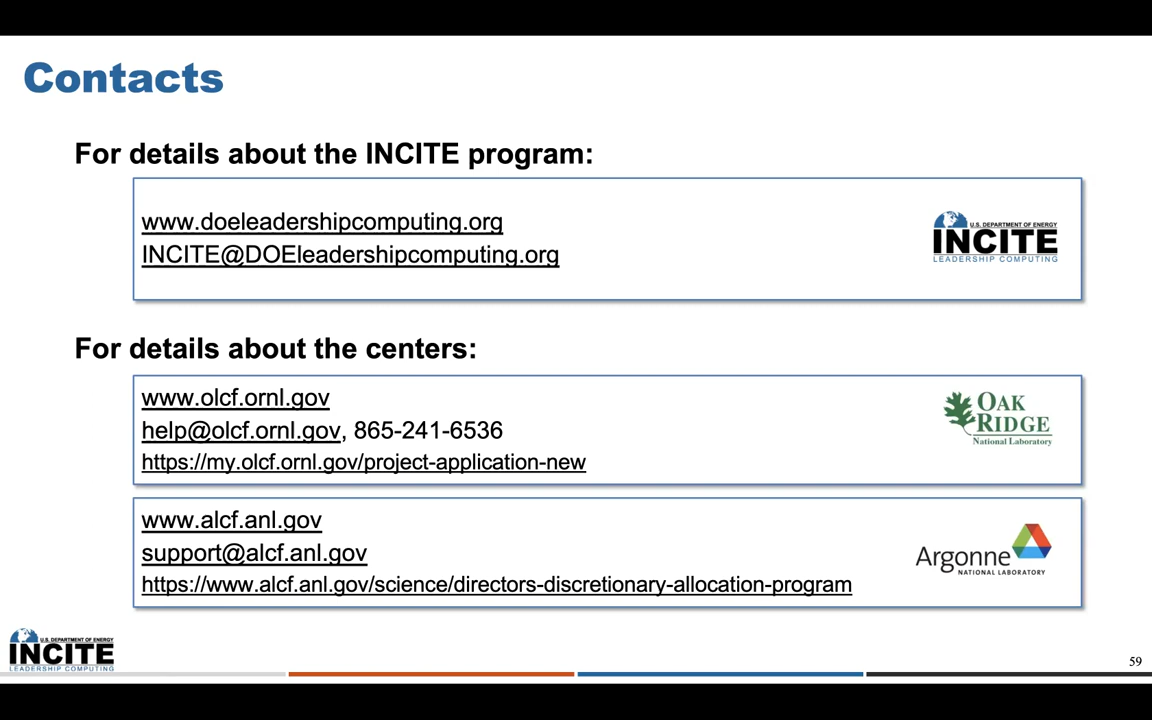 Contacts
For details about the INCITE program:
www.doeleadershipcomputing.org
INCITE@DOEleadershipcomputing.org
U.S. DEPARTMENT OF ENERGY
INCITE
LEADERSHIP COMPUTING
For details about the centers:
www.olcf.ornl.gov
help@olcf.ornl.gov, 865-241-6536
https://my.olcf.ornl.gov/project-application-new
OAK
RIDGE
National Laboratory
www.alcf.anl.gov
support@alcf.anl.gov
https://www.alcf.anl.gov/science/directors-discretionary-allocation-program
Argonne
NATIONAL LABORATORY
U.S. DEPARTMENT OF ENERGY
INCITE
LEADERSHIP COMPUTING
59